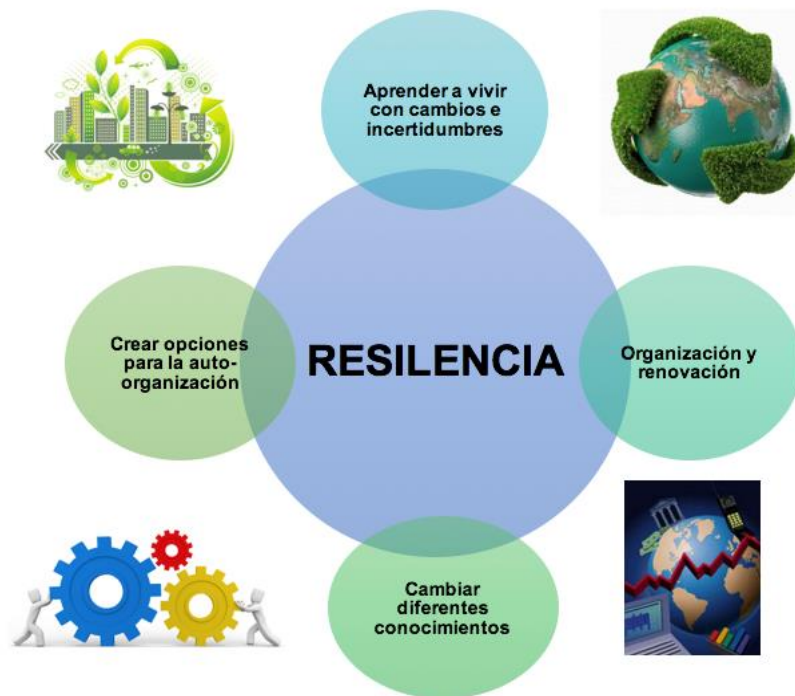 Aprender a vivir
con cambios e
incertidumbres
Crear opciones
para la auto-
organización
RESILENCIA
Organización y
renovación
Cambiar
diferentes
conocimientos